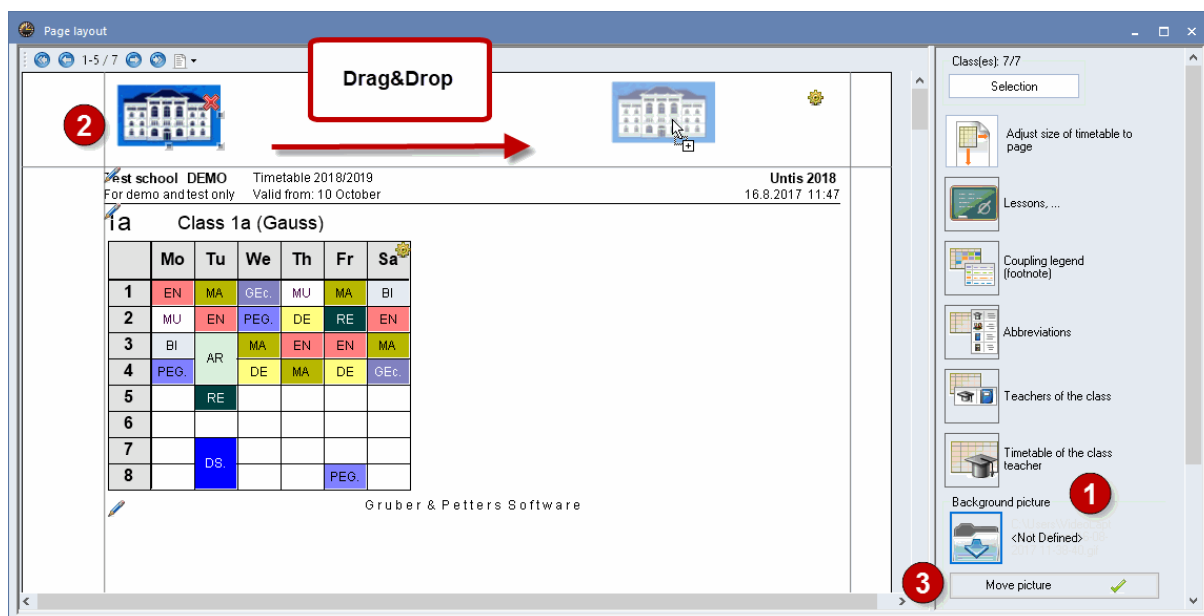 Page layout
1-5 / 7
Drag&Drop
2
Test school DEMO Timetable 2018/2019 Untis 2018
For demo and test only Valid from: 10 October 16.8.2017 11:47
1a Class 1a (Gauss)
Mo Tu We Th Fr Sa
1 EN MA GEc. MU MA BI
2 MU EN PEG. DE RE EN
3 BI AR MA EN EN MA
4 PEG. DE MA DE GEc.
5 RE
6
7 DS.
8 PEG.
Gruber & Petters Software
Class(es): 7/7
Selection
Adjust size of timetable to
page
Lessons, ...
Coupling legend
(footnote)
Abbreviations
Teachers of the class
Timetable of the class
teacher
1
Background picture
<Not Defined>
3
Move picture